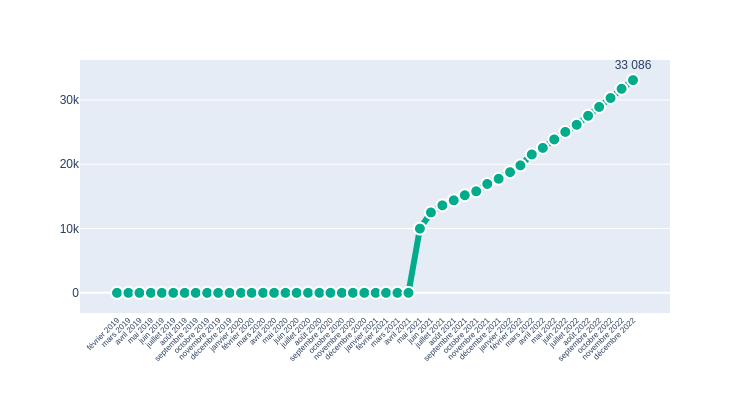 33 086
30k
20k
10k
0
février 2019
mars 2019
avril 2019
mai 2019
juin 2019
juillet 2019
août 2019
septembre 2019
octobre 2019
novembre 2019
décembre 2019
janvier 2020
février 2020
mars 2020
avril 2020
mai 2020
juin 2020
juillet 2020
août 2020
septembre 2020
octobre 2020
novembre 2020
décembre 2020
janvier 2021
février 2021
mars 2021
avril 2021
mai 2021
juin 2021
juillet 2021
août 2021
septembre 2021
octobre 2021
novembre 2021
décembre 2021
janvier 2022
février 2022
mars 2022
avril 2022
mai 2022
juin 2022
juillet 2022
août 2022
septembre 2022
octobre 2022
novembre 2022
décembre 2022